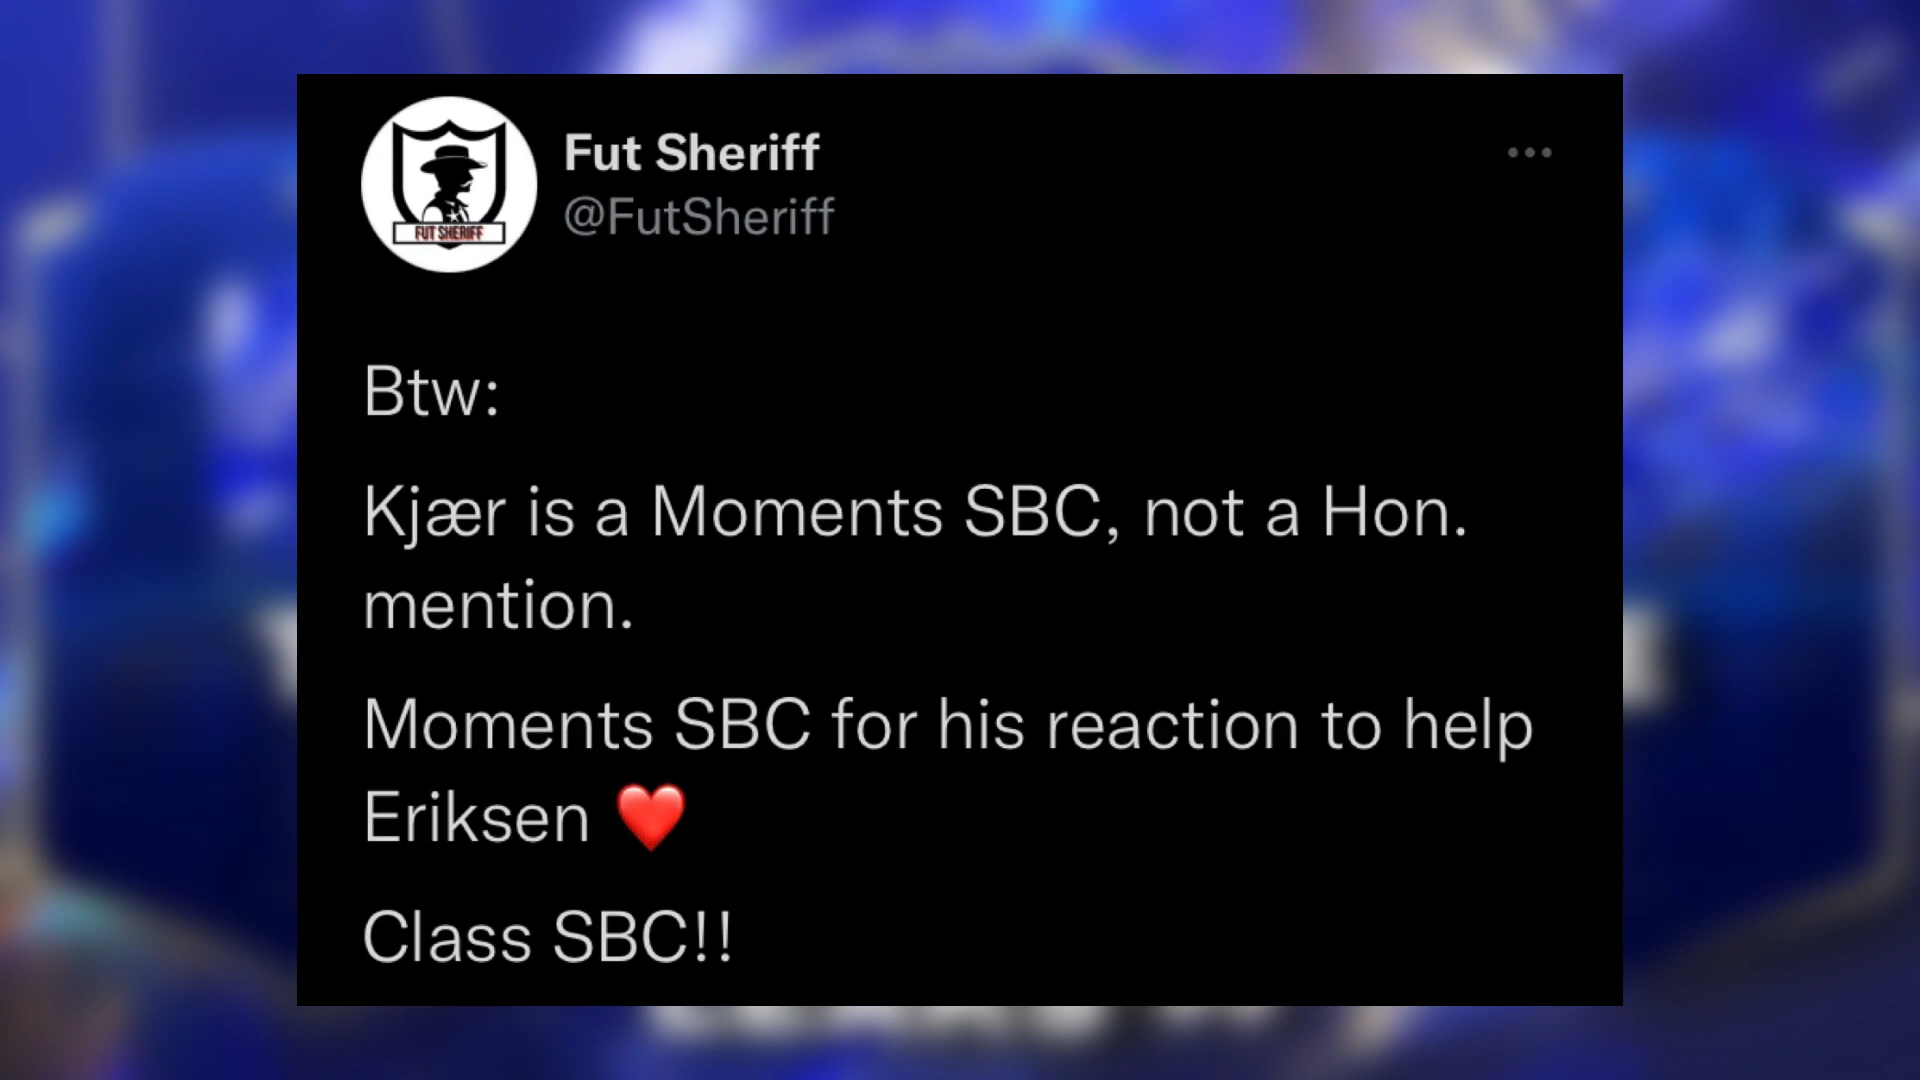 FUT SHERIFF
Fut Sheriff
@FutSheriff
Btw:
Kjær is a Moments SBC, not a Hon.
mention.
Moments SBC for his reaction to help
Eriksen ❤️
Class SBC!!